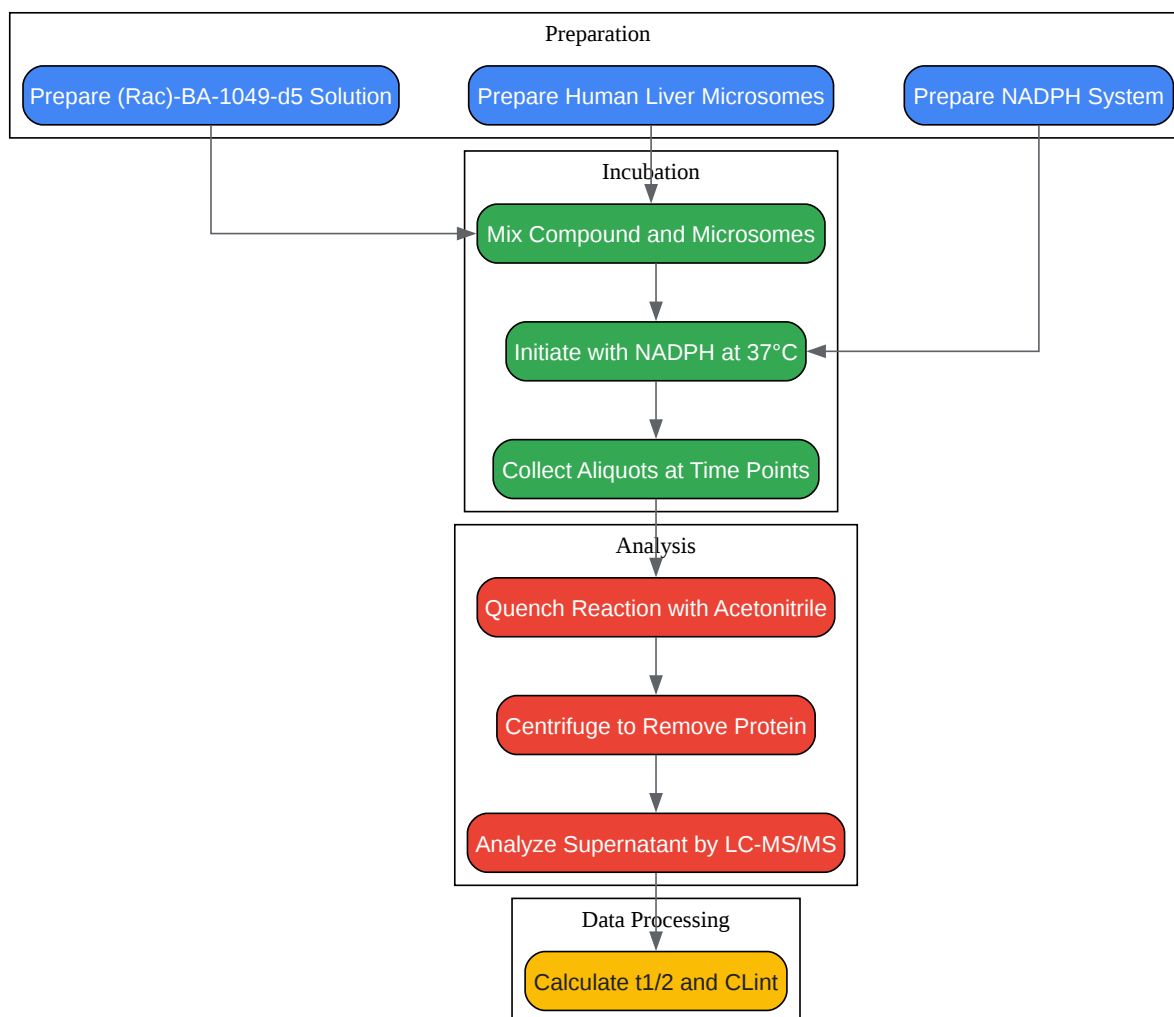 Preparation
Prepare (Rac)-BA-1049-d5 Solution
Prepare Human Liver Microsomes
Prepare NADPH System
Incubation
Mix Compound and Microsomes
Initiate with NADPH at 37°C
Collect Aliquots at Time Points
Analysis
Quench Reaction with Acetonitrile
Centrifuge to Remove Protein
Analyze Supernatant by LC-MS/MS
Data Processing
Calculate t1/2 and CLint